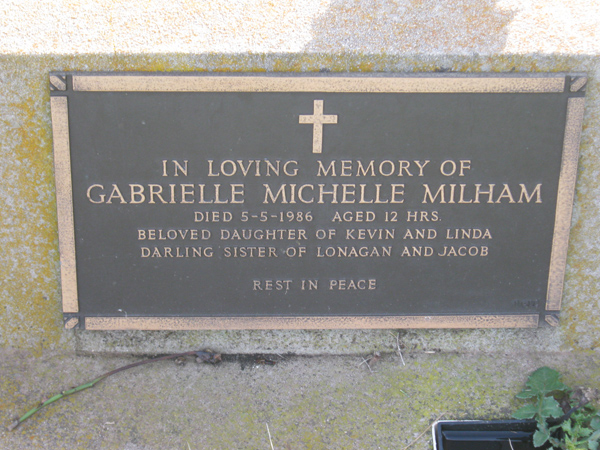 IN LOVING MEMORY OF
GABRIELLE MICHELLE MILHAM
DIED 5-5-1986 AGED 12 HRS.
BELOVED DAUGHTER OF KEVIN AND LINDA
DARLING SISTER OF LONAGAN AND JACOB
REST IN PEACE